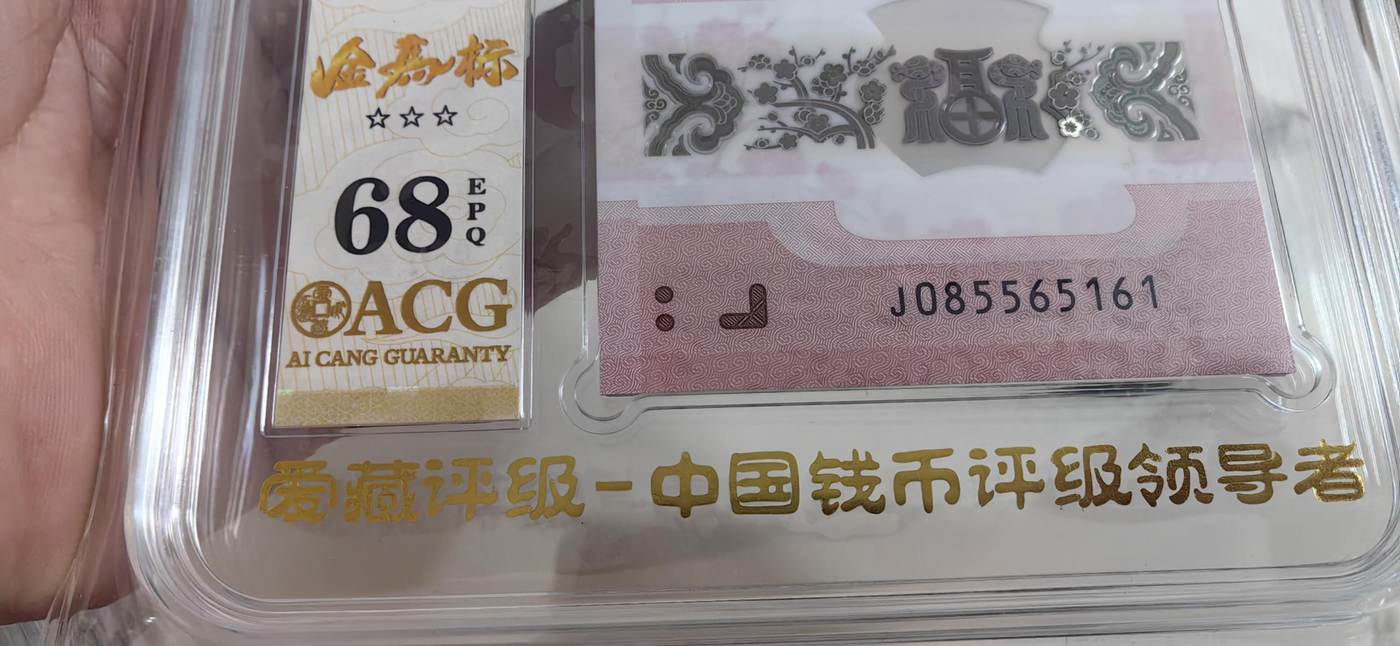 金爲标
☆☆☆
68
EPQ
ACG
AI CANG GUARANTY
J085565161
爱藏评级-中国钱币评级领导者